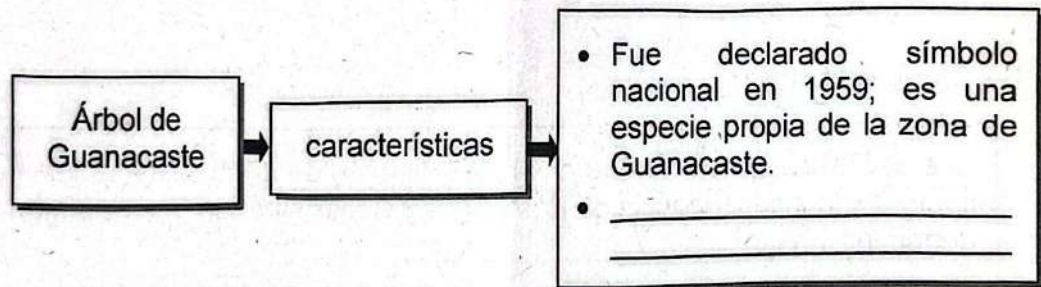 Árbol de
Guanacaste
características
• Fue declarado símbolo
nacional en 1959; es una
especie propia de la zona de
Guanacaste.
•